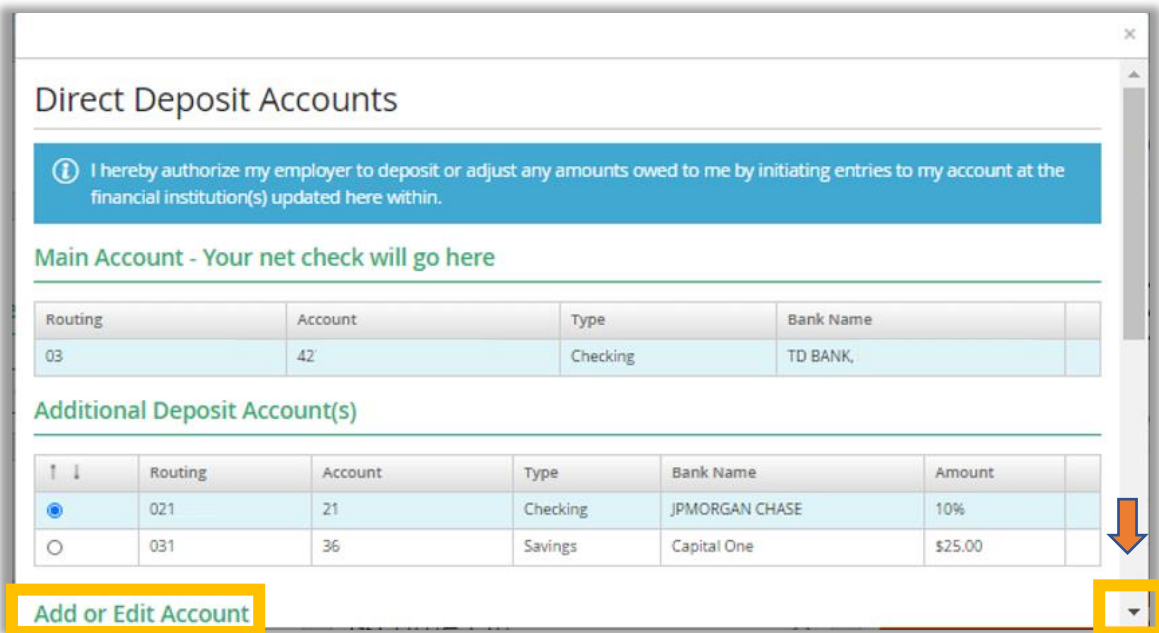 ×
Direct Deposit Accounts
I hereby authorize my employer to deposit or adjust any amounts owed to me by initiating entries to my account at the
financial institution(s) updated here within.
Main Account - Your net check will go here
Routing Account Type Bank Name
03 42 Checking TD BANK,
Additional Deposit Account(s)
Routing Account Type Bank Name Amount
021 21 Checking JPMORGAN CHASE 10%
031 36 Savings Capital One $25.00
Add or Edit Account